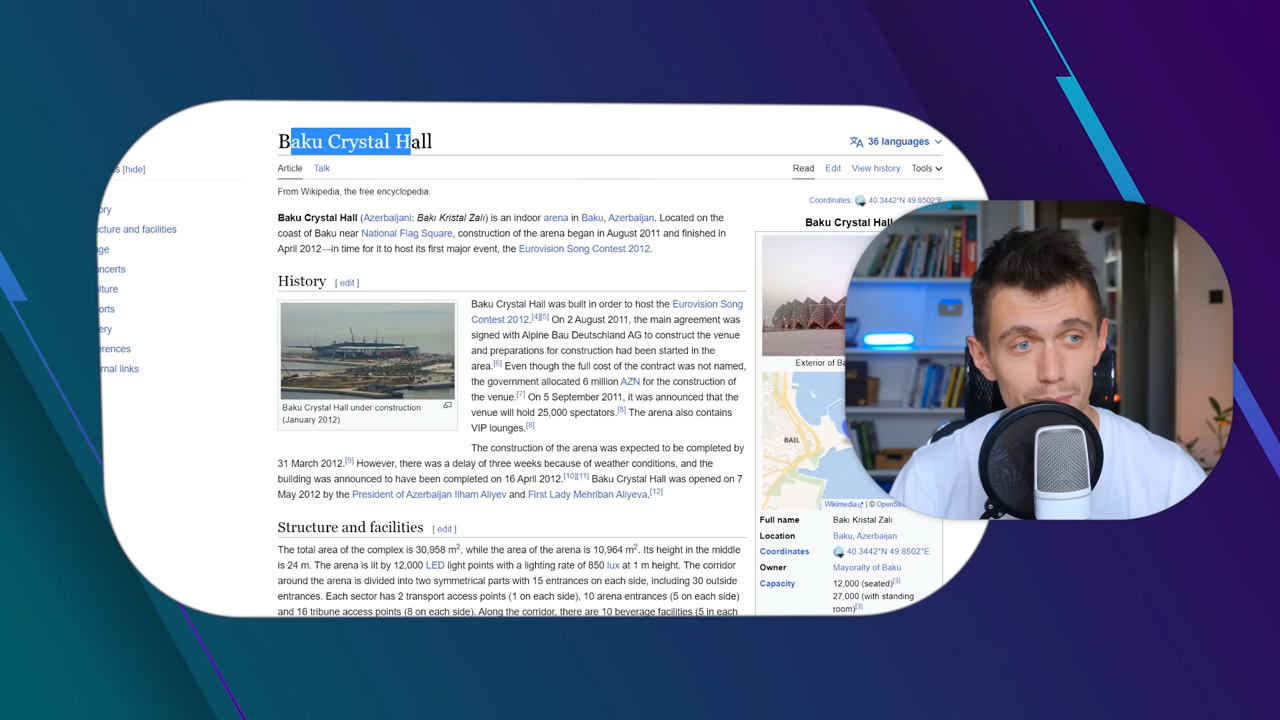 Baku Crystal Hall
36 languages
[hide]
Article
Talk
Read
Edit
View history
Tools
From Wikipedia, the free encyclopedia
Coordinates: 40.3442°N 49.8502°E
Baku Crystal Hall (Azerbaijani: Bakı Kristal Zalı) is an indoor arena in Baku, Azerbaijan. Located on the
coast of Baku near National Flag Square, construction of the arena began in August 2011 and finished in
April 2012—in time for it to host its first major event, the Eurovision Song Contest 2012.
Baku Crystal Hall
and facilities
History [ edit ]
Baku Crystal Hall was built in order to host the Eurovision Song
Contest 2012.[4][5] On 2 August 2011, the main agreement was
signed with Alpine Bau Deutschland AG to construct the venue
and preparations for construction had been started in the
area.[6] Even though the full cost of the contract was not named,
the government allocated 6 million AZN for the construction of
the venue.[7] On 5 September 2011, it was announced that the
venue will hold 25,000 spectators.[8] The arena also contains
VIP lounges.[8]
Baku Crystal Hall under construction
(January 2012)
Exterior of Ba
BAIL
links
The construction of the arena was expected to be completed by
31 March 2012.[9] However, there was a delay of three weeks because of weather conditions, and the
building was announced to have been completed on 16 April 2012.[10][11] Baku Crystal Hall was opened on 7
May 2012 by the President of Azerbaijan Ilham Aliyev and First Lady Mehriban Aliyeva.[12]
Wikimedia | © OpenStr
Full name Bakı Kristal Zalı
Location Baku, Azerbaijan
Coordinates 40.3442°N 49.8502°E
Owner Mayoralty of Baku
Capacity 12,000 (seated)[3]
27,000 (with standing
room)[3]
Structure and facilities [ edit ]
The total area of the complex is 30,958 m2, while the area of the arena is 10,964 m2. Its height in the middle
is 24 m. The arena is lit by 12,000 LED light points with a lighting rate of 850 lux at 1 m height. The corridor
around the arena is divided into two symmetrical parts with 15 entrances on each side, including 30 outside
entrances. Each sector has 2 transport access points (1 on each side), 10 arena entrances (5 on each side)
and 16 tribune access points (8 on each side). Along the corridor, there are 10 beverage facilities (5 in each